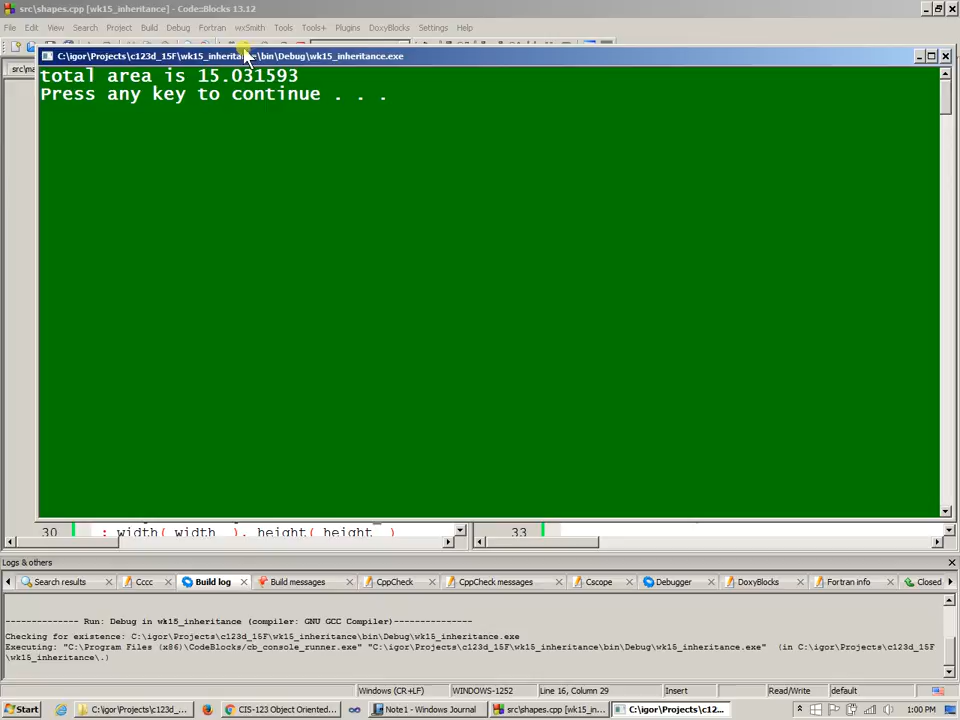 src\shapes.cpp [wk15_inheritance] - Code::Blocks 13.12
File Edit View Search Project Build Debug Fortran wxSmith Tools Tools+ Plugins DoxyBlocks Settings Help
C:\igor\Projects\c123d_15F\wk15_inheritance\bin\Debug\wk15_inheritance.exe
total area is 15.031593
Press any key to continue . . .
30 : width( width_ ), height( height_ )
33
Logs & others
Search results Cccc Build log Build messages CppCheck CppCheck messages Cscope Debugger DoxyBlocks Fortran info Closed
-------------- Run: Debug in wk15_inheritance (compiler: GNU GCC Compiler)---------------
Checking for existence: C:\igor\Projects\c123d_15F\wk15_inheritance\bin\Debug\wk15_inheritance.exe
Executing: "C:\Program Files (x86)\CodeBlocks/cb_console_runner.exe" "C:\igor\Projects\c123d_15F\wk15_inheritance\bin\Debug\wk15_inheritance.exe" (in C:\igor\Projects\c123d_15F
\wk15_inheritance\.)
Windows (CR+LF) WINDOWS-1252 Line 16, Column 29 Insert Read/Write default
Start C:\igor\Projects\c123d_... CIS-123 Object Oriented... Note1 - Windows Journal src\shapes.cpp [wk15_in... C:\igor\Projects\c12... 1:00 PM